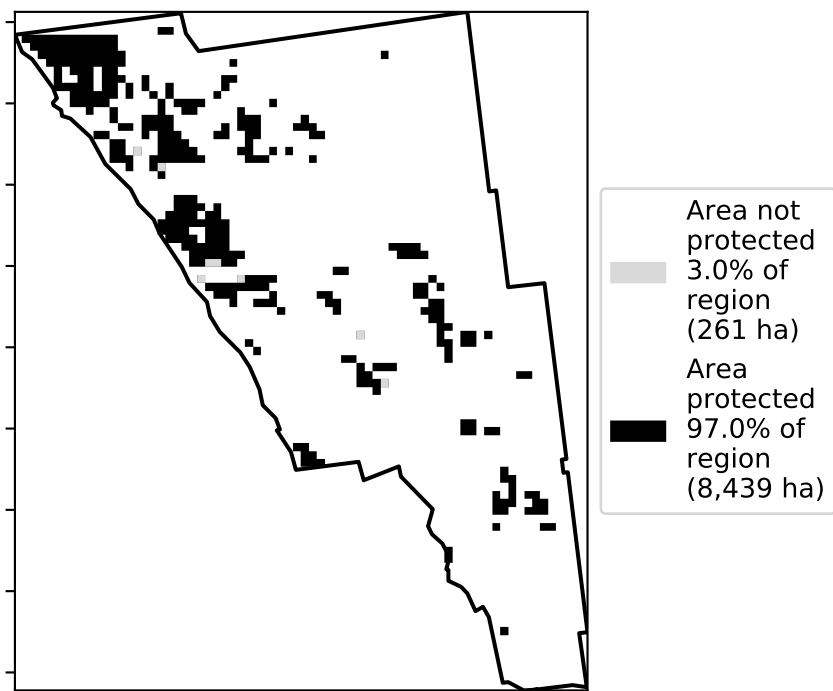 Area not
protected
3.0% of
region
(261 ha)
Area
protected
97.0% of
region
(8,439 ha)